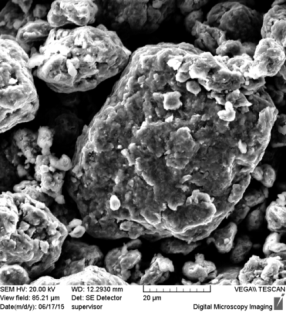 SEM HV: 20.00 kV WD: 12.2930 mm VEGA\\ TESCAN
View field: 65.21 µm Det: SE Detector 20 µm
Date(m/d/y): 06/17/15 supervisor Digital Microscopy Imaging